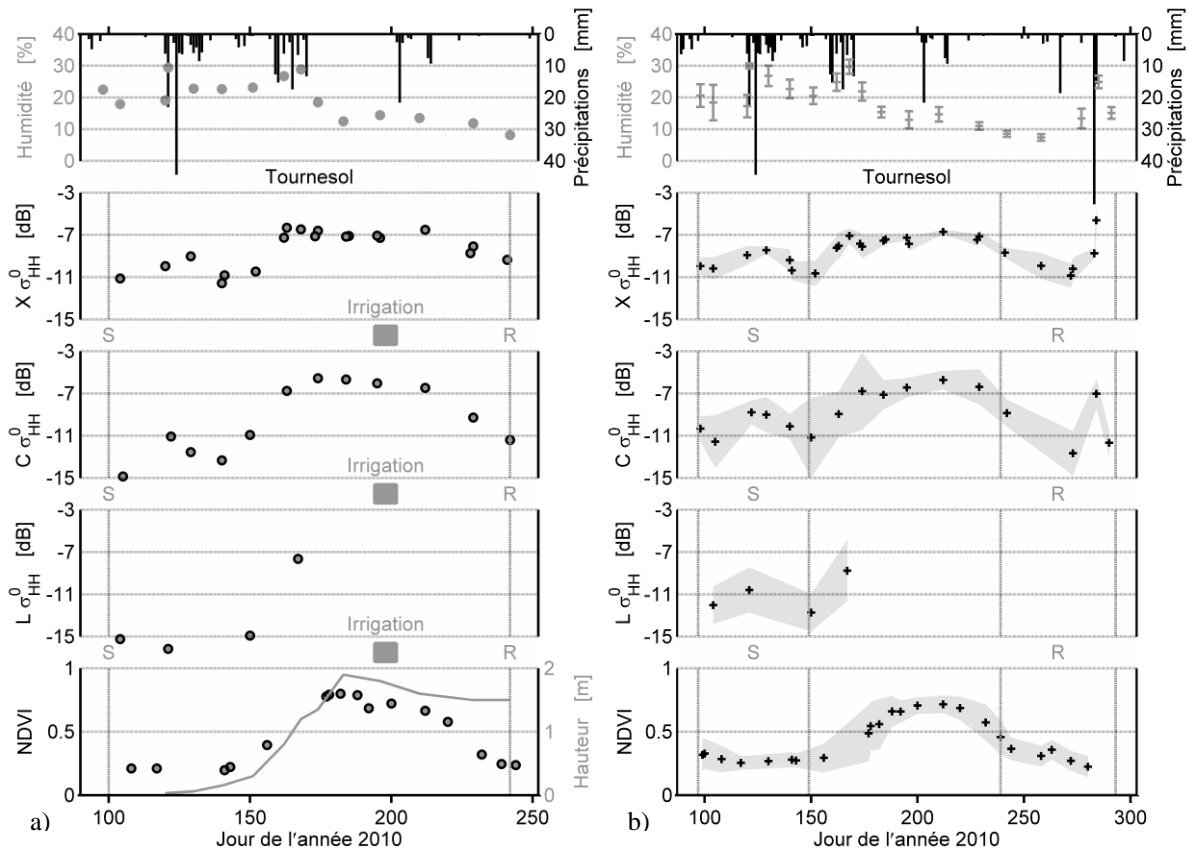 40
30
20
10
0
Humidité [%]
0
10
20
30
40
Précipitations [mm]
Tournesol
-3
-7
-11
-15
X σ⁰HH [dB]
Irrigation
S
R
-3
-7
-11
-15
C σ⁰HH [dB]
Irrigation
S
R
-3
-7
-11
-15
L σ⁰HH [dB]
Irrigation
S
R
1
0.5
0
NDVI
2
1
0
Hauteur [m]
100
150
200
250
a)
Jour de l'année 2010
40
30
20
10
0
Humidité [%]
0
10
20
30
40
Précipitations [mm]
Tournesol
-3
-7
-11
-15
X σ⁰HH [dB]
S
R
-3
-7
-11
-15
C σ⁰HH [dB]
S
R
-3
-7
-11
-15
L σ⁰HH [dB]
S
R
1
0.5
0
NDVI
100
150
200
250
300
b)
Jour de l'année 2010